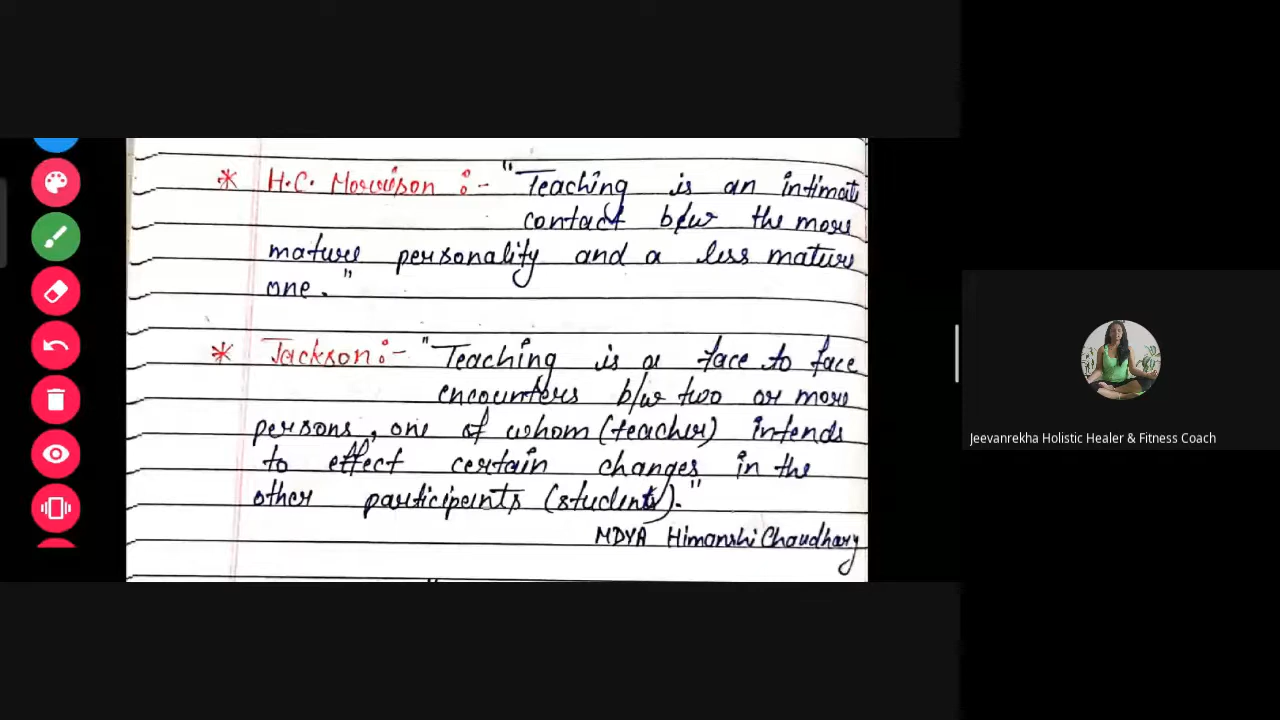 * H.C. Morrison :- "Teaching is an intimate
contact b/w the more
mature personality and a less mature
one."
* Jackson :- "Teaching is a face to face
encounters b/w two or more
persons, one of whom (teacher) intends
to effect certain changes in the
other participeints (students)."
MDYA Himanshi Chaudhary
Jeevanrekha Holistic Healer & Fitness Coach